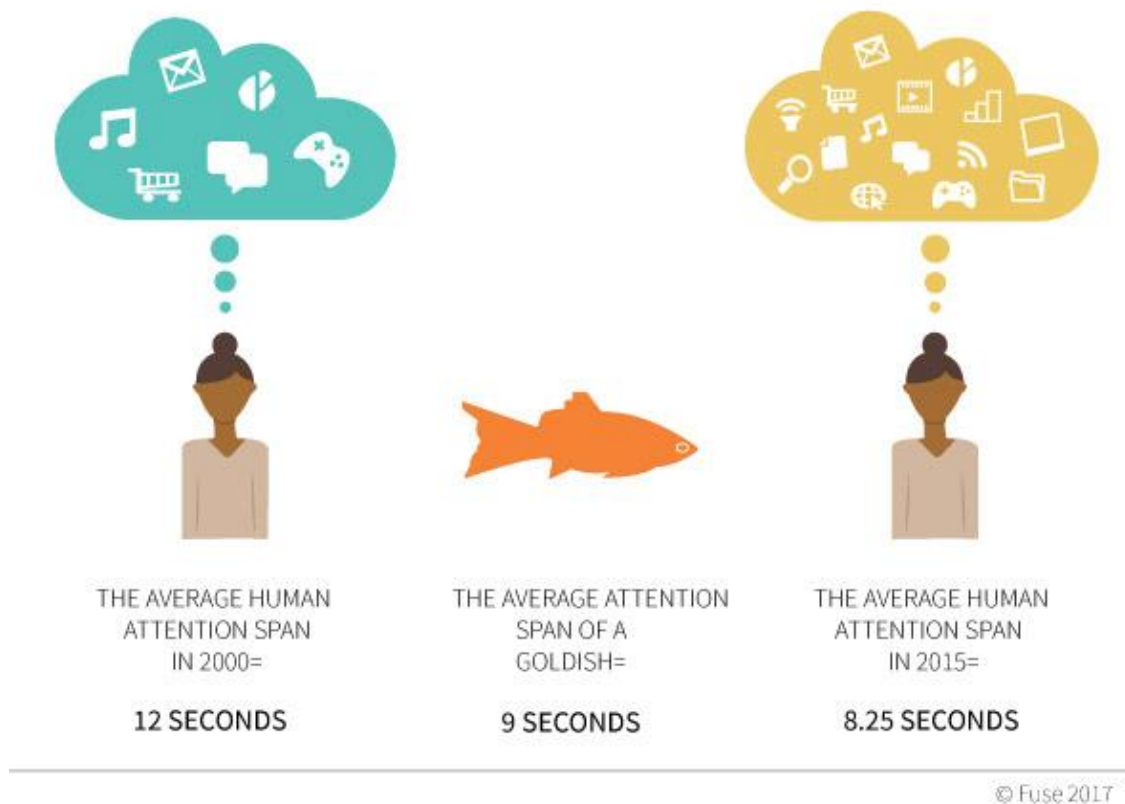 THE AVERAGE HUMAN
ATTENTION SPAN
IN 2000=
12 SECONDS
THE AVERAGE ATTENTION
SPAN OF A
GOLDISH=
9 SECONDS
THE AVERAGE HUMAN
ATTENTION SPAN
IN 2015=
8.25 SECONDS
© Fuse 2017